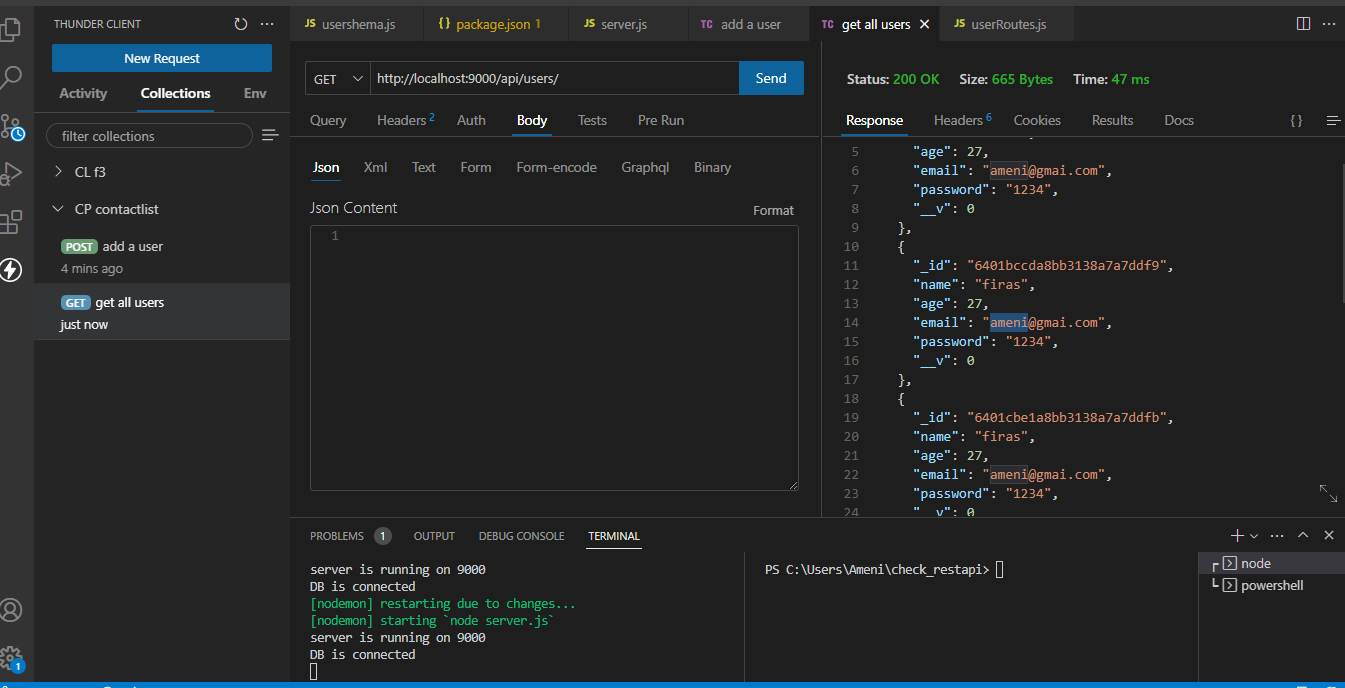 THUNDER CLIENT
New Request
Activity Collections Env
filter collections
CL f3
CP contactlist
POST add a user
4 mins ago
GET get all users
just now
JS usershema.js
{} package.json 1
JS server.js
TC add a user
TC get all users
JS userRoutes.js
GET http://localhost:9000/api/users/ Send
Query Headers 2 Auth Body Tests Pre Run
Json Xml Text Form Form-encode Graphql Binary
Json Content Format
1
Status: 200 OK Size: 665 Bytes Time: 47 ms
Response Headers 6 Cookies Results Docs {}
5 "age": 27,
6 "email": "ameni@gmai.com",
7 "password": "1234",
8 "__v": 0
9 },
10 {
11 "_id": "6401bccda8bb3138a7a7ddf9",
12 "name": "firas",
13 "age": 27,
14 "email": "ameni@gmai.com",
15 "password": "1234",
16 "__v": 0
17 },
18 {
19 "_id": "6401cbe1a8bb3138a7a7ddfb",
20 "name": "firas",
21 "age": 27,
22 "email": "ameni@gmai.com",
23 "password": "1234",
24 "__v": 0
PROBLEMS 1 OUTPUT DEBUG CONSOLE TERMINAL
server is running on 9000
DB is connected
[nodemon] restarting due to changes...
[nodemon] starting `node server.js`
server is running on 9000
DB is connected
PS C:\Users\Ameni\check_restapi>
node
powershell
1